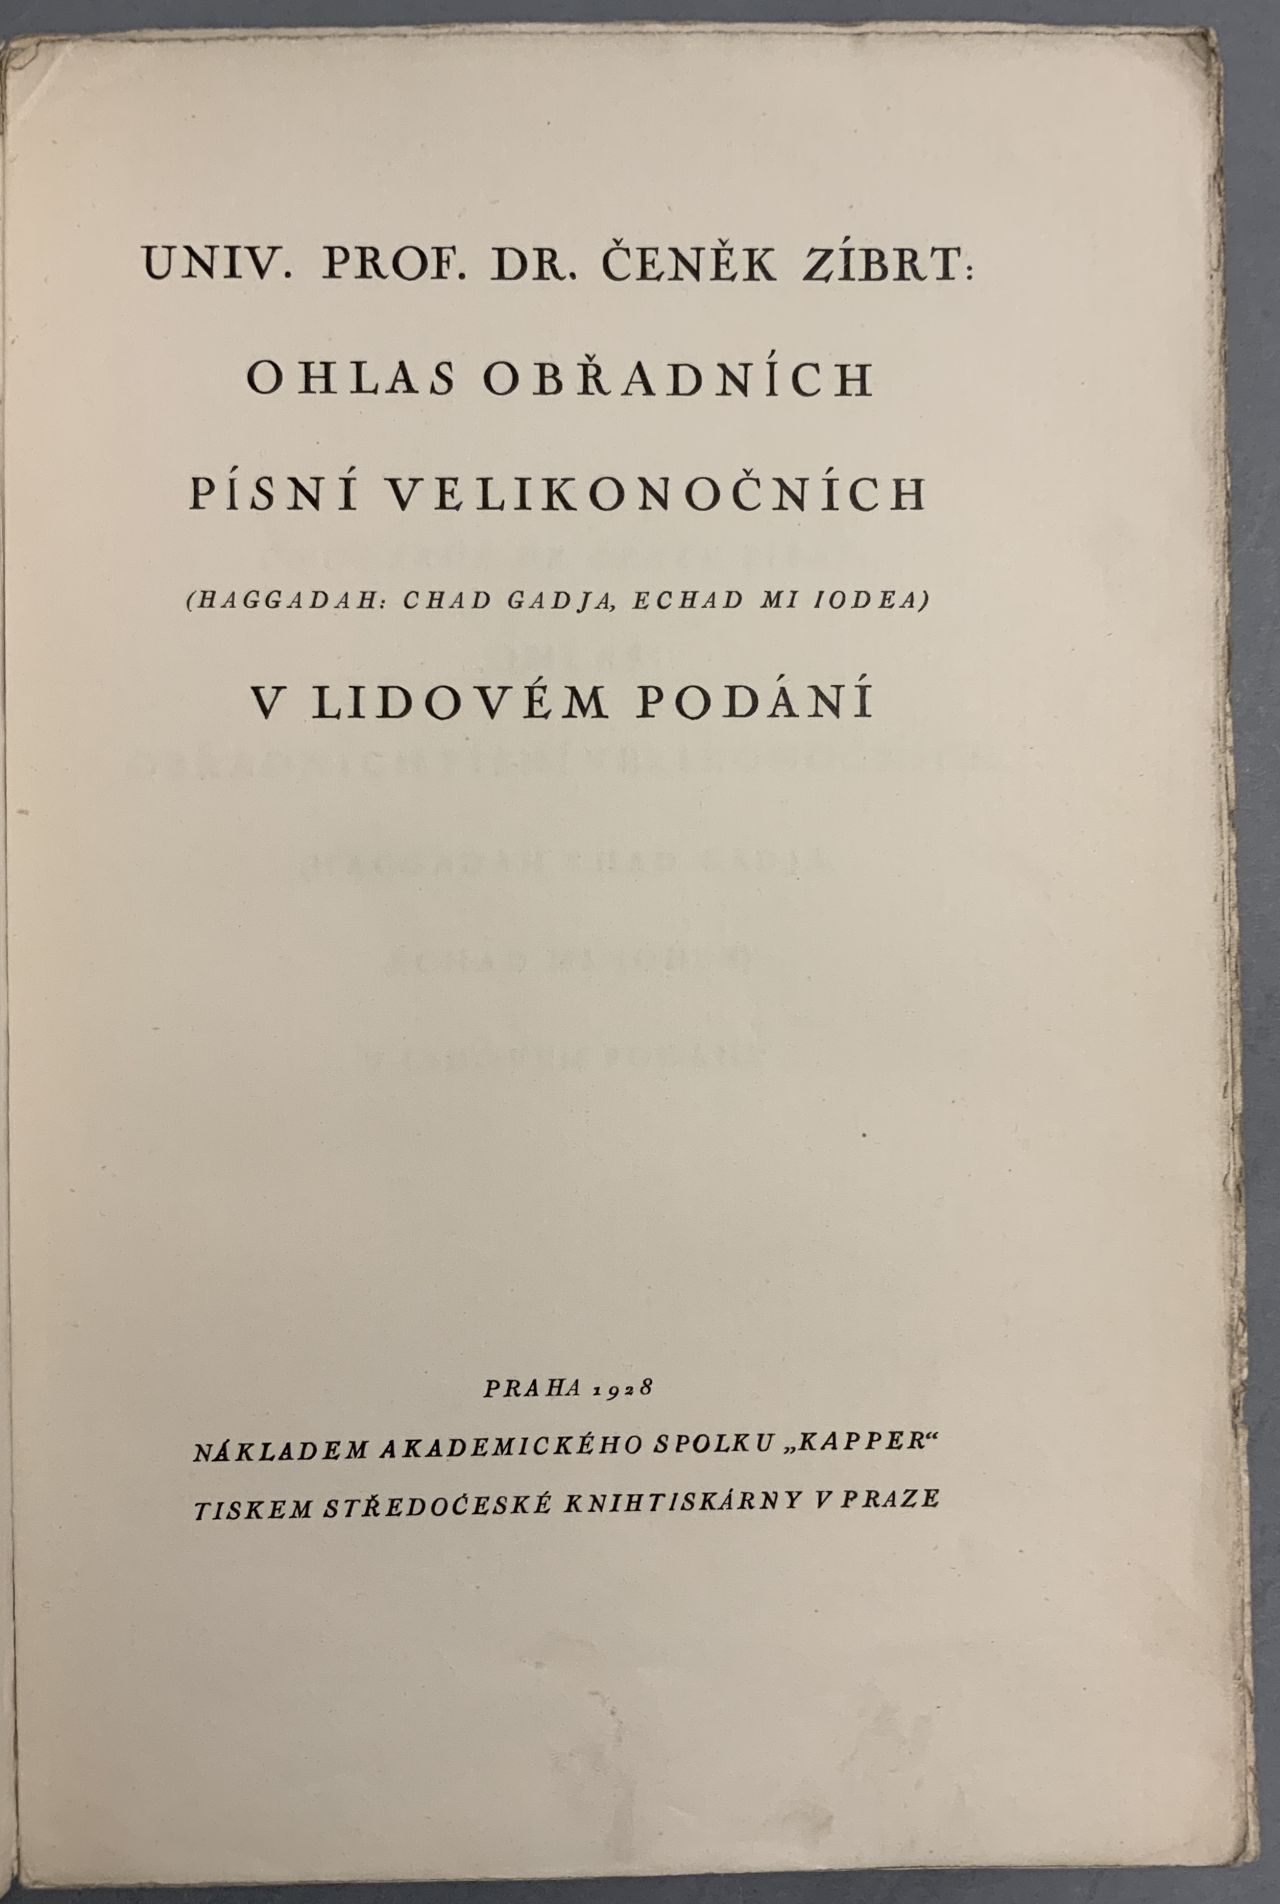 UNIV. PROF. DR. ČENĚK ZÍBRT:
OHLAS OBŘADNÍCH
PÍSNÍ VELIKONOČNÍCH
(HAGGADAH: CHAD GADJA, ECHAD MI IODEA)
V LIDOVÉM PODÁNÍ
PRAHA 1928
NÁKLADEM AKADEMICKÉHO SPOLKU „KAPPER“
TISKEM STŘEDOČESKÉ KNIHTISKÁRNY V PRAZE